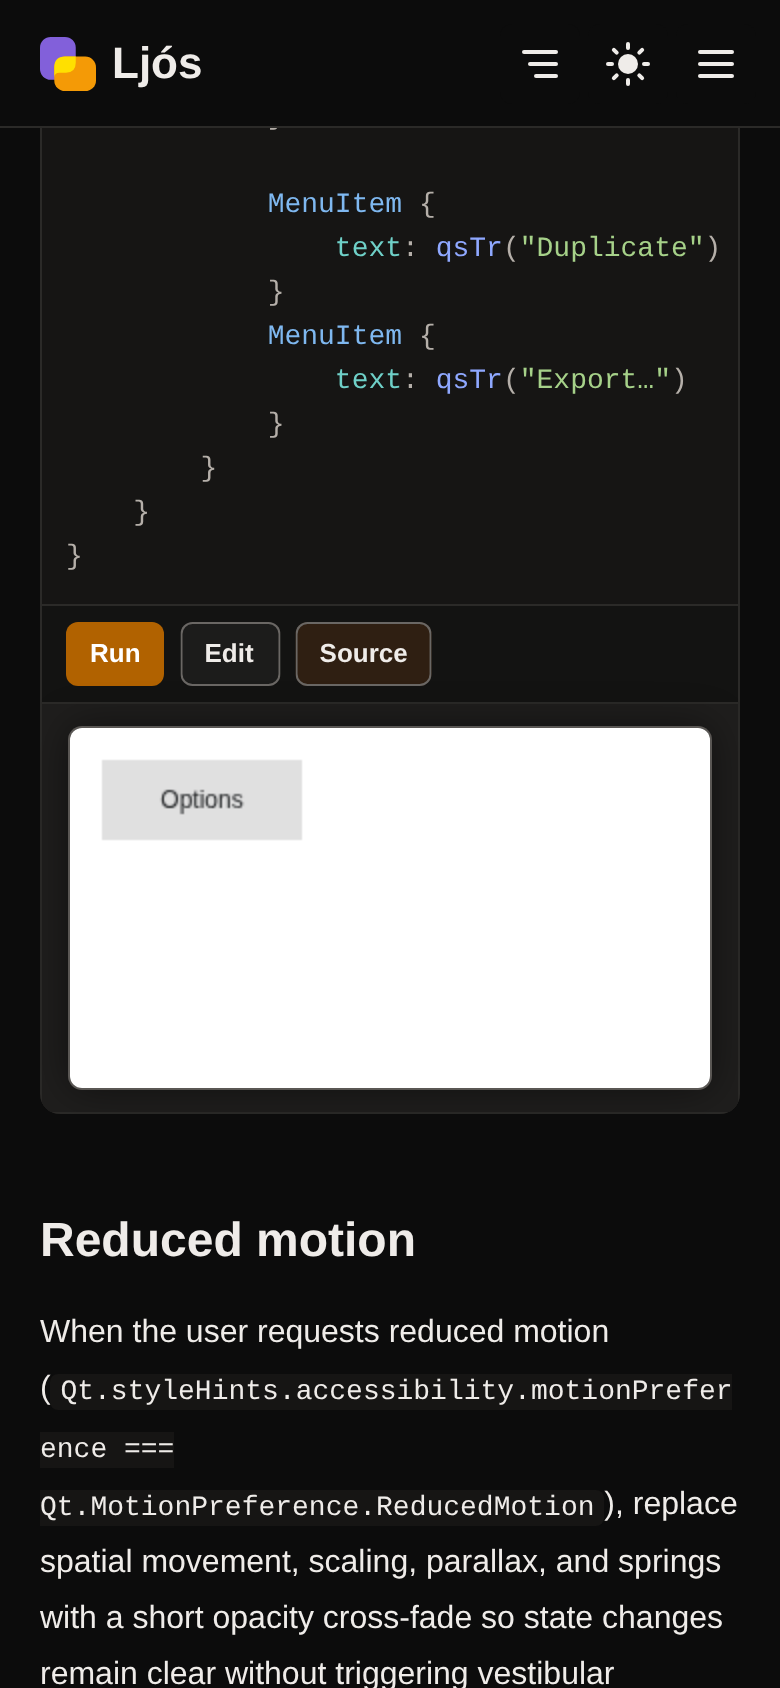 Ljós
MenuItem {
text: qsTr("Duplicate")
}
MenuItem {
text: qsTr("Export…")
}
}
}
}
Run Edit Source
Options
Reduced motion
When the user requests reduced motion
(Qt.styleHints.accessibility.motionPrefer
ence ===
Qt.MotionPreference.ReducedMotion), replace
spatial movement, scaling, parallax, and springs
with a short opacity cross-fade so state changes
remain clear without triggering vestibular